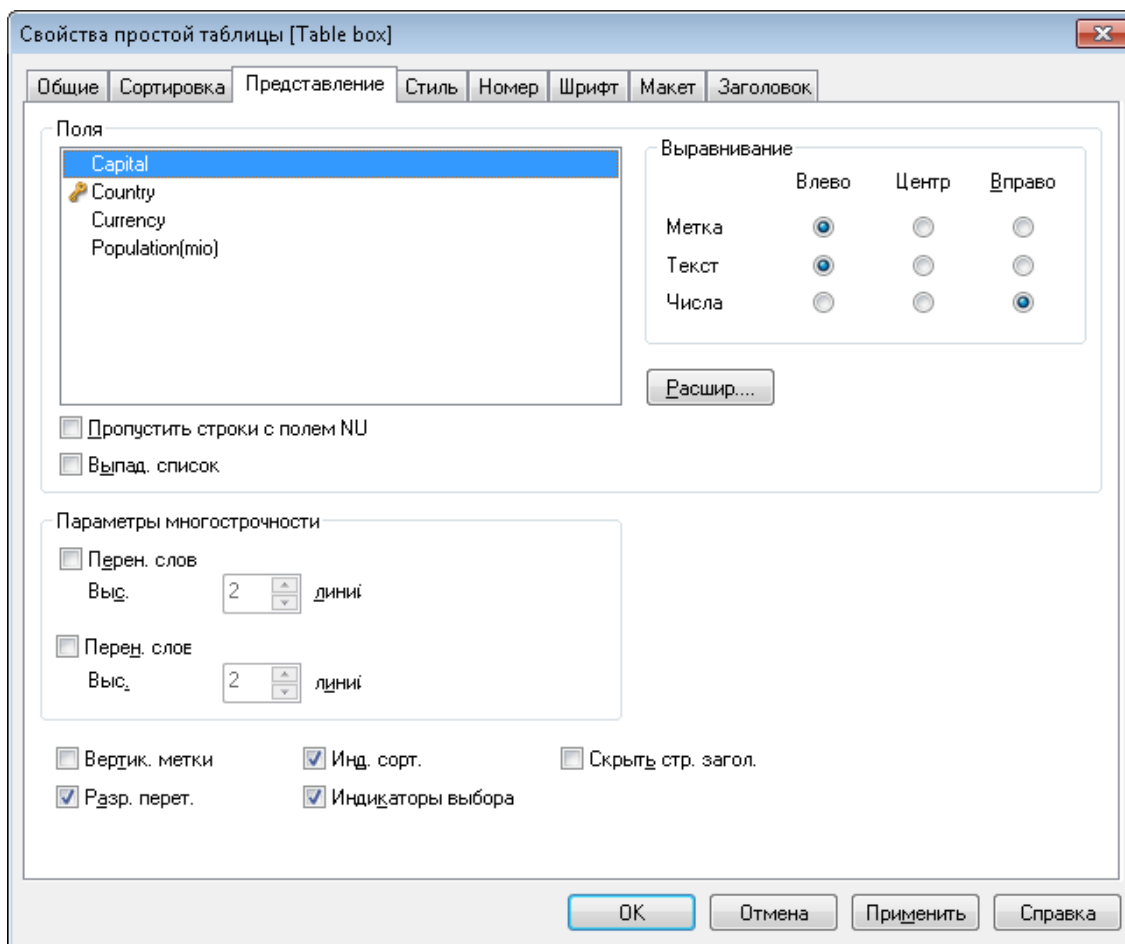 Свойства простой таблицы [Table box]
Общие Сортировка Представление Стиль Номер Шрифт Макет Заголовок
Поля
Capital
Country
Currency
Population(mio)
Выравнивание
Влево Центр Вправо
Метка
Текст
Числа
Расшир....
Пропустить строки с полем NU
Выпад. список
Параметры многострочности
Перен. слов
Выс. 2 линиі
Перен. слов
Выс. 2 линиі
Вертик. метки Инд. сорт. Скрыть стр. загол.
Разр. перет. Индикаторы выбора
OK Отмена Применить Справка